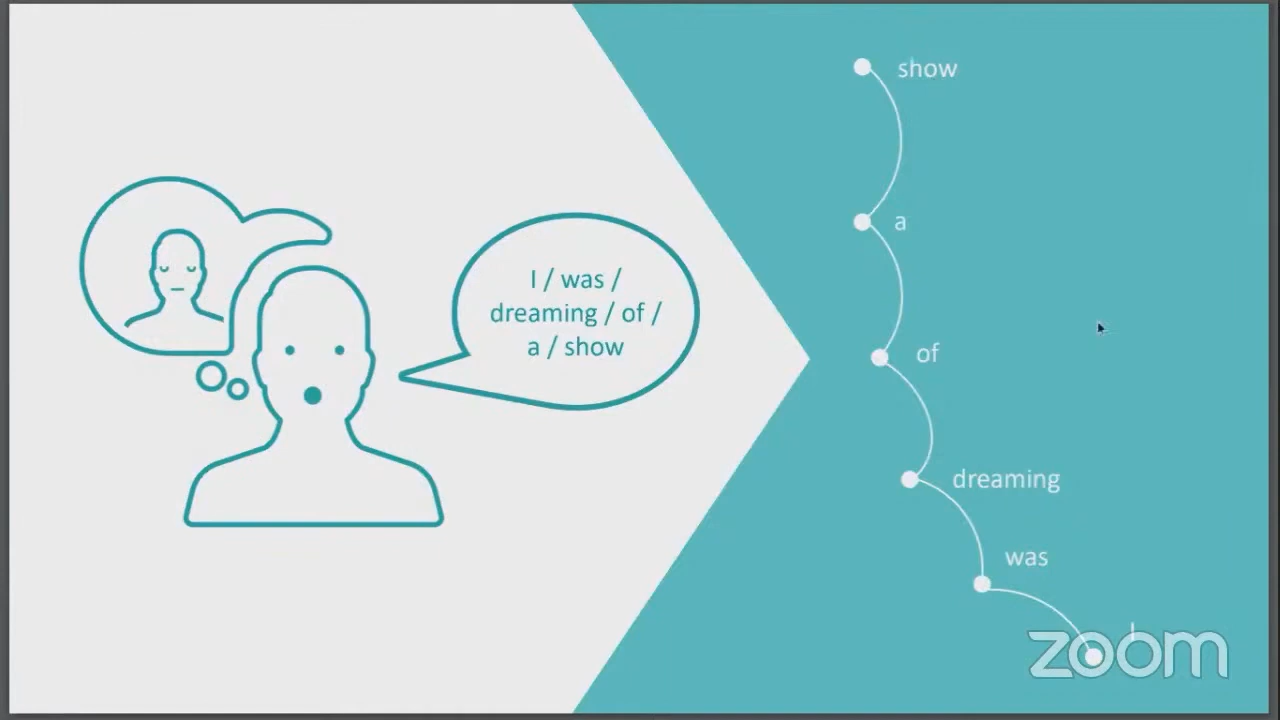 I / was /
dreaming / of /
a / show
show
a
of
dreaming
was
I
zoom